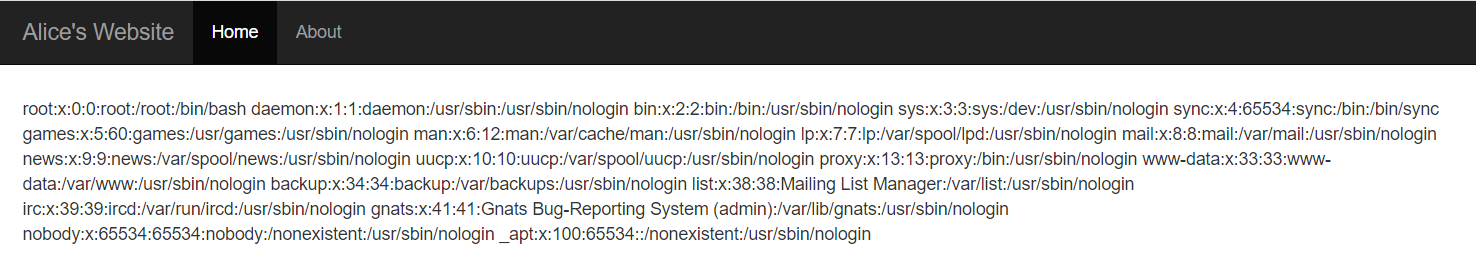 Alice's Website Home About
root:x:0:0:root:/root:/bin/bash daemon:x:1:1:daemon:/usr/sbin:/usr/sbin/nologin bin:x:2:2:bin:/bin:/usr/sbin/nologin sys:x:3:3:sys:/dev:/usr/sbin/nologin sync:x:4:65534:sync:/bin:/bin/sync
games:x:5:60:games:/usr/games:/usr/sbin/nologin man:x:6:12:man:/var/cache/man:/usr/sbin/nologin lp:x:7:7:lp:/var/spool/lpd:/usr/sbin/nologin mail:x:8:8:mail:/var/mail:/usr/sbin/nologin
news:x:9:9:news:/var/spool/news:/usr/sbin/nologin uucp:x:10:10:uucp:/var/spool/uucp:/usr/sbin/nologin proxy:x:13:13:proxy:/bin:/usr/sbin/nologin www-data:x:33:33:www-
data:/var/www:/usr/sbin/nologin backup:x:34:34:backup:/var/backups:/usr/sbin/nologin list:x:38:38:Mailing List Manager:/var/list:/usr/sbin/nologin
irc:x:39:39:ircd:/var/run/ircd:/usr/sbin/nologin gnats:x:41:41:Gnats Bug-Reporting System (admin):/var/lib/gnats:/usr/sbin/nologin
nobody:x:65534:65534:nobody:/nonexistent:/usr/sbin/nologin _apt:x:100:65534::/nonexistent:/usr/sbin/nologin